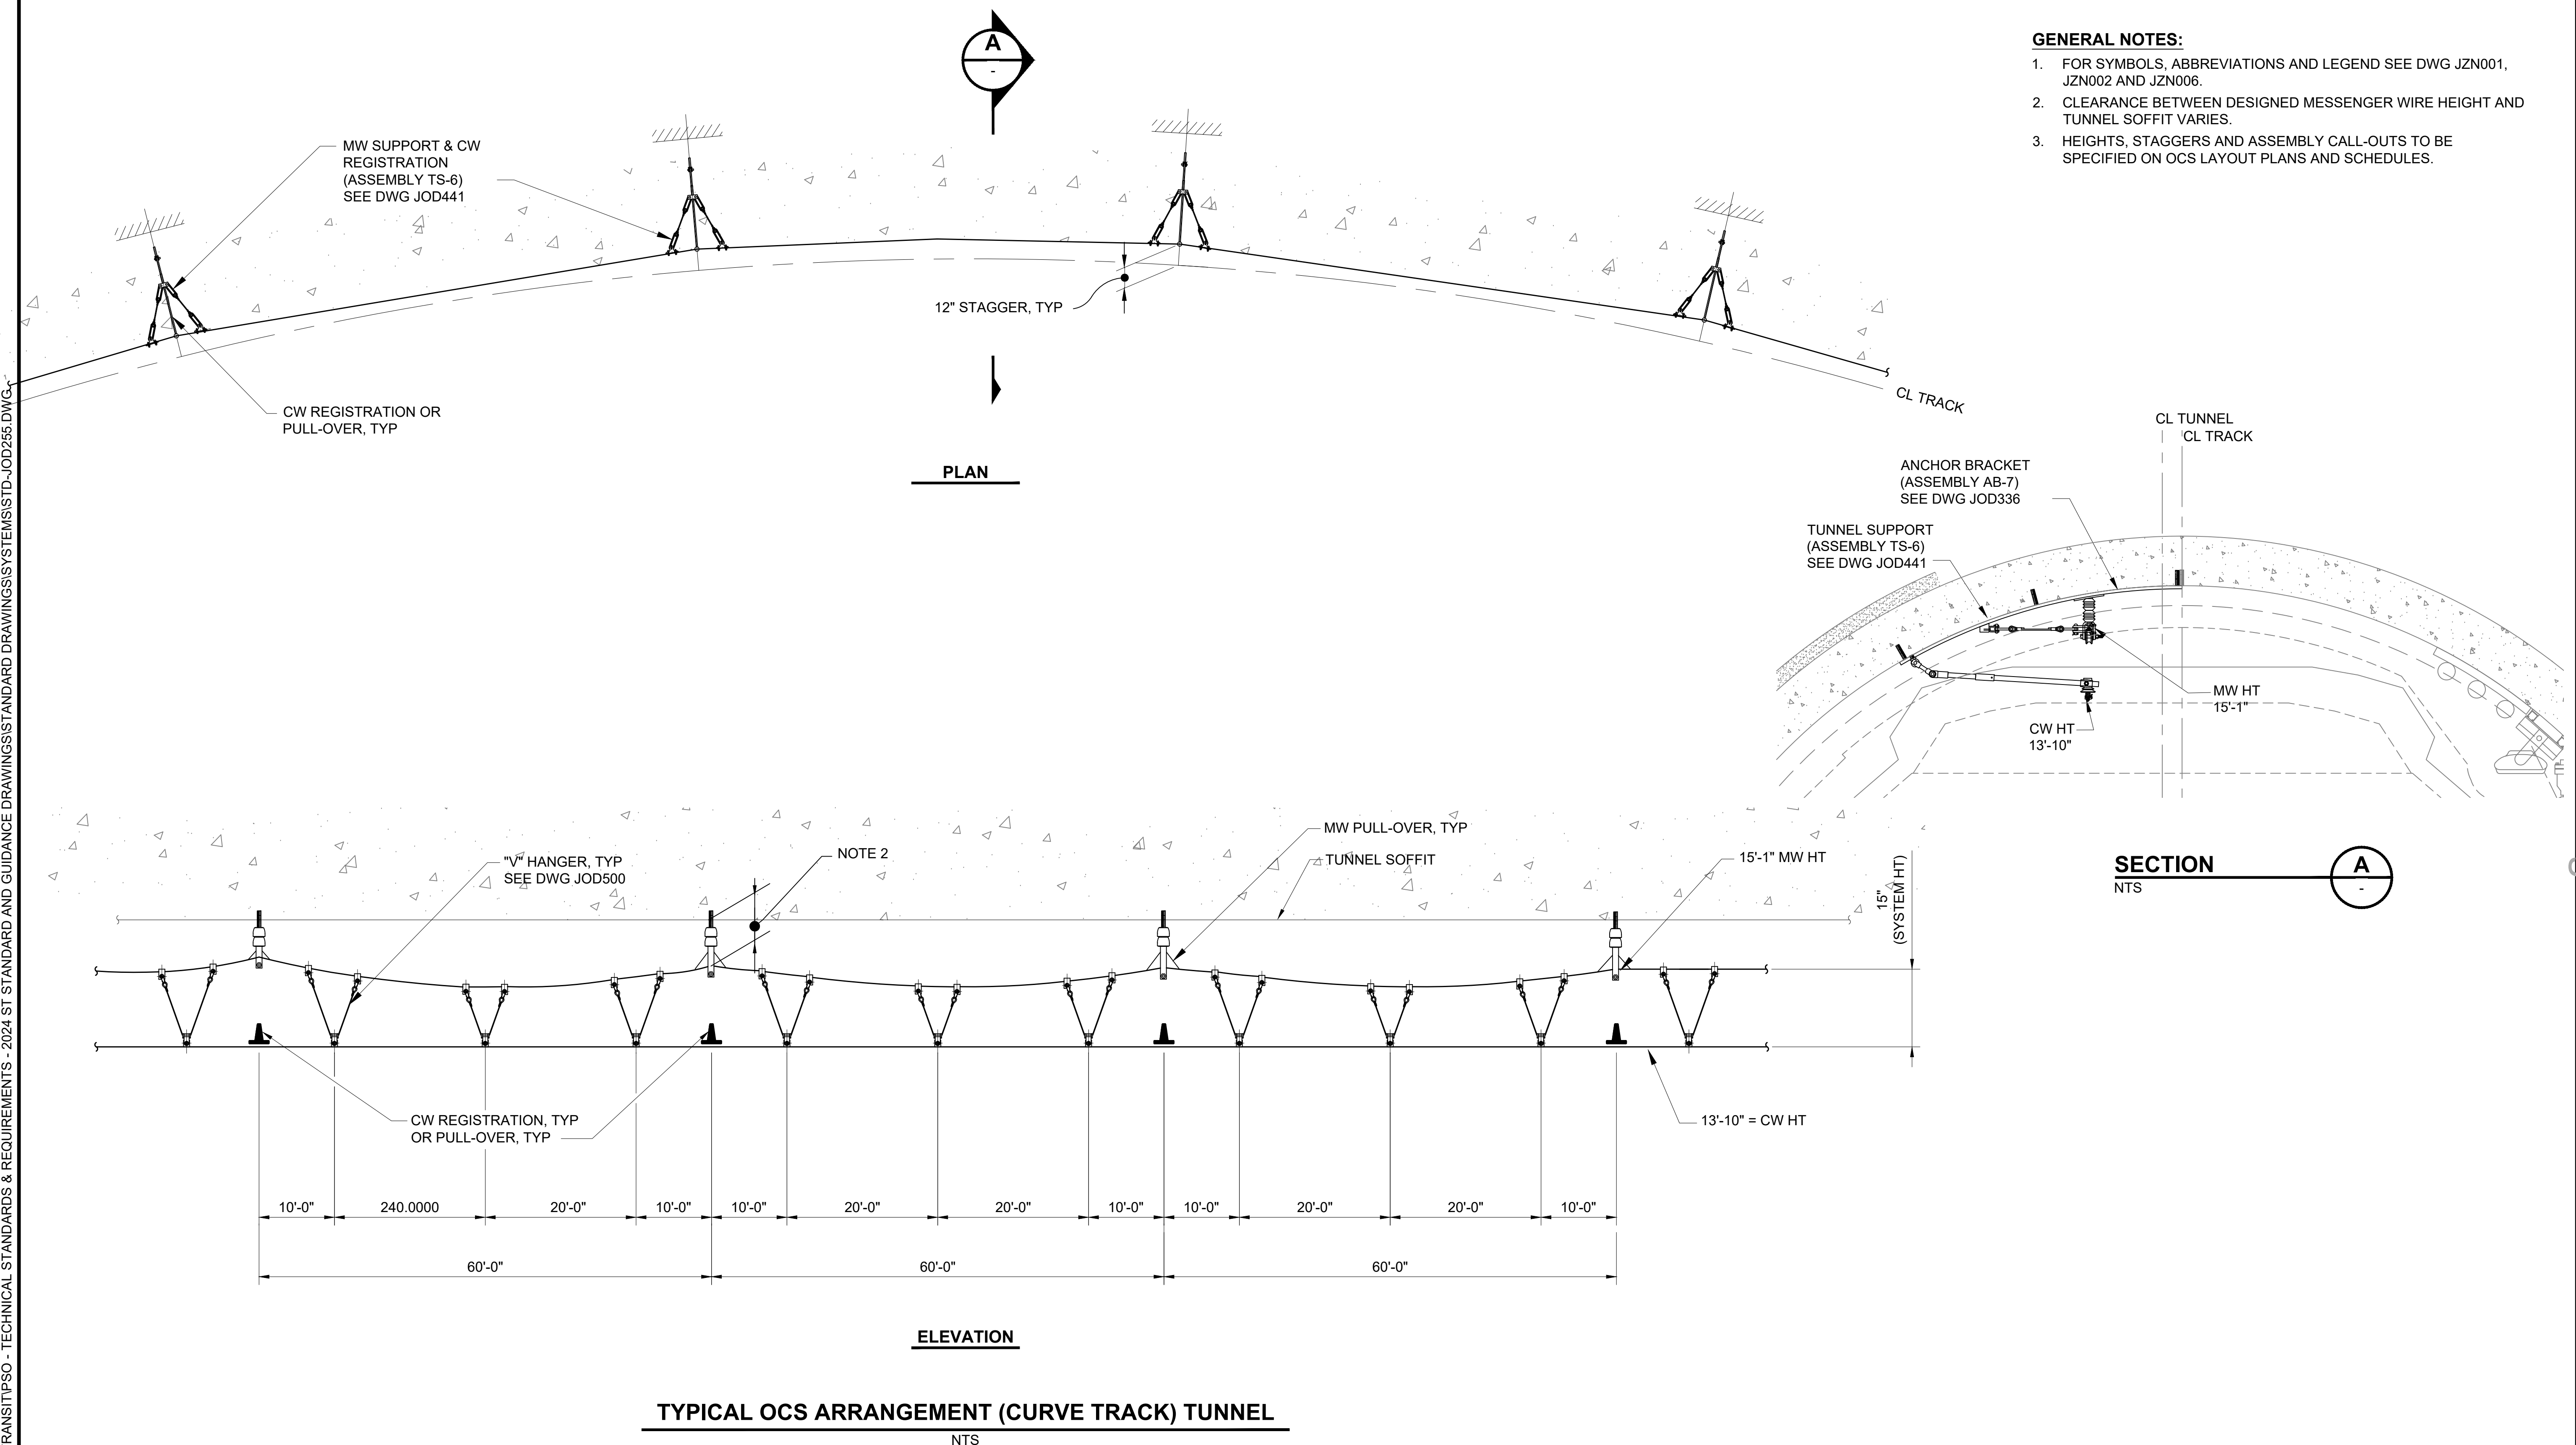 A
-
GENERAL NOTES:
1. FOR SYMBOLS, ABBREVIATIONS AND LEGEND SEE DWG JZN001,
JZN002 AND JZN006.
2. CLEARANCE BETWEEN DESIGNED MESSENGER WIRE HEIGHT AND
TUNNEL SOFFIT VARIES.
3. HEIGHTS, STAGGERS AND ASSEMBLY CALL-OUTS TO BE
SPECIFIED ON OCS LAYOUT PLANS AND SCHEDULES.
MW SUPPORT & CW
REGISTRATION
(ASSEMBLY TS-6)
SEE DWG JOD441
12" STAGGER, TYP
CW REGISTRATION OR
PULL-OVER, TYP
CL TRACK
PLAN
CL TUNNEL
CL TRACK
ANCHOR BRACKET
(ASSEMBLY AB-7)
SEE DWG JOD336
TUNNEL SUPPORT
(ASSEMBLY TS-6)
SEE DWG JOD441
MW HT
15'-1"
CW HT
13'-10"
SECTION
NTS
A
-
"V" HANGER, TYP
SEE DWG JOD500
NOTE 2
MW PULL-OVER, TYP
TUNNEL SOFFIT
15'-1" MW HT
15"
(SYSTEM HT)
CW REGISTRATION, TYP
OR PULL-OVER, TYP
13'-10" = CW HT
10'-0" 240.0000 20'-0" 10'-0" 10'-0" 20'-0" 20'-0" 10'-0" 10'-0" 20'-0" 20'-0" 10'-0"
60'-0" 60'-0" 60'-0"
ELEVATION
TYPICAL OCS ARRANGEMENT (CURVE TRACK) TUNNEL
NTS
RANSIT\PSO - TECHNICAL STANDARDS & REQUIREMENTS - 2024 ST STANDARD AND GUIDANCE DRAWINGS\STANDARD DRAWINGS\SYSTEMS\STD-JOD255.DWG